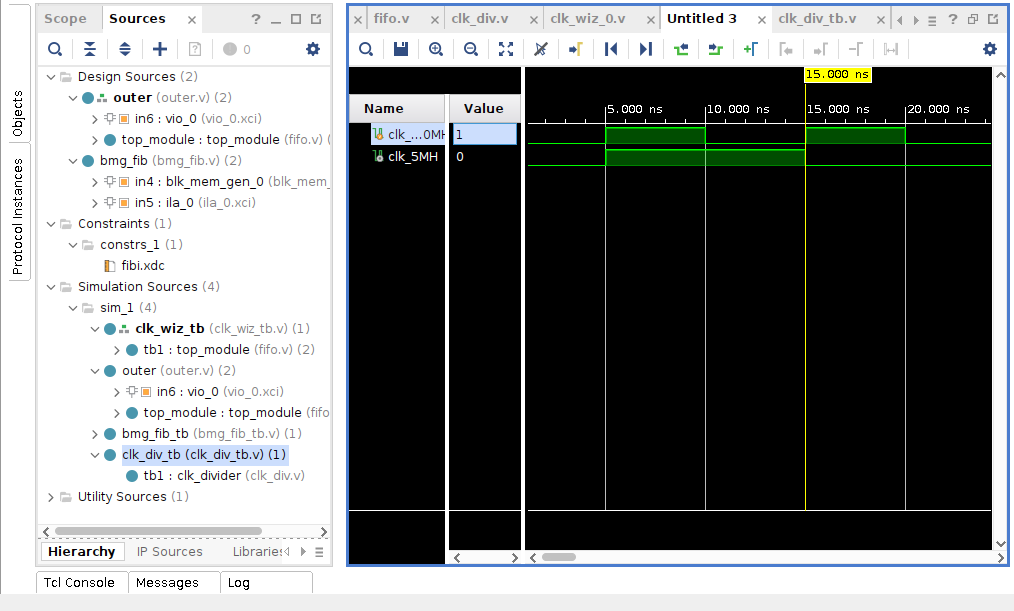 Objects
Protocol Instances
Scope
Sources
?
0
Design Sources (2)
outer (outer.v) (2)
in6 : vio_0 (vio_0.xci)
top_module : top_module (fifo.v) (
bmg_fib (bmg_fib.v) (2)
in4 : blk_mem_gen_0 (blk_mem_
in5 : ila_0 (ila_0.xci)
Constraints (1)
constrs_1 (1)
fibi.xdc
Simulation Sources (4)
sim_1 (4)
clk_wiz_tb (clk_wiz_tb.v) (1)
tb1 : top_module (fifo.v) (2)
outer (outer.v) (2)
in6 : vio_0 (vio_0.xci)
top_module : top_module (fifo
bmg_fib_tb (bmg_fib_tb.v) (1)
clk_div_tb (clk_div_tb.v) (1)
tb1 : clk_divider (clk_div.v)
Utility Sources (1)
Hierarchy
IP Sources
Libraries
Tcl Console
Messages
Log
fifo.v
clk_div.v
clk_wiz_0.v
Untitled 3
clk_div_tb.v
?
Name
Value
clk_...0MH
1
clk_5MH
0
15.000 ns
5.000 ns
10.000 ns
15.000 ns
20.000 ns